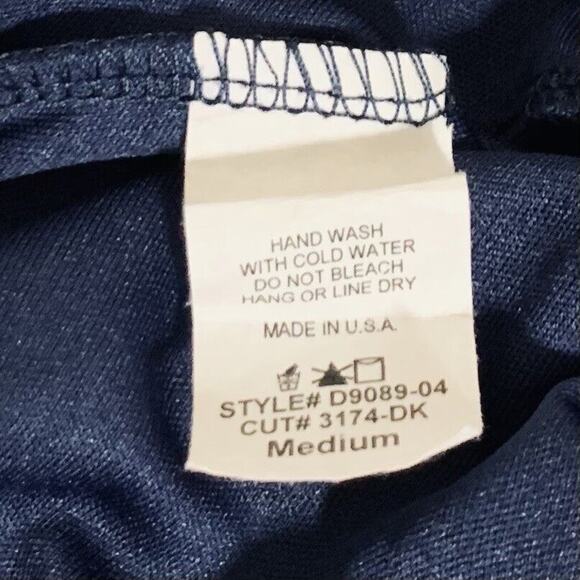 HAND WASH
WITH COLD WATER
DO NOT BLEACH
HANG OR LINE DRY
MADE IN U.S.A.
STYLE# D9089-04
CUT# 3174-DK
Medium